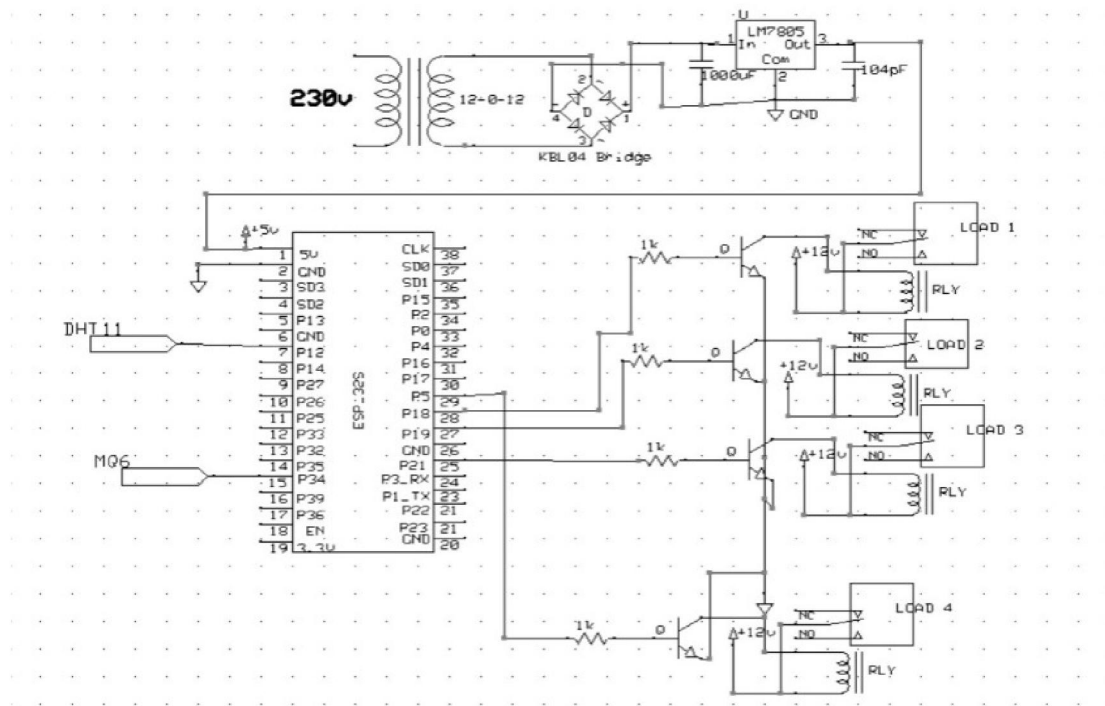 U
LM7805
1 In Out 3
Com
2
1000uF
104pF
GND
230v
12-0-12
2
- +
4 D 1
3
KBL04 Bridge
+5v
1 5V
2 GND
3 SD3
4 SD2
5 P13
6 GND
7 P12
8 P14
9 P27
10 P26
11 P25
12 P33
13 P32
14 P35
15 P34
16 P39
17 P36
18 EN
19 3.3V
ESP_32S
CLK 38
SD0 37
SD1 36
P15 35
P2 34
P0 33
P4 32
P16 31
P17 30
P5 29
P18 28
P19 27
GND 26
P21 25
P3_RX 24
P1_TX 23
P22 21
P23 21
GND 20
DHT11
MQ6
1k
Q
+12v
NC
NO
LOAD 1
RLY
1k
Q
+12v
NC
NO
LOAD 2
RLY
1k
Q
+12v
NC
NO
LOAD 3
RLY
1k
Q
+12v
NC
NO
LOAD 4
RLY